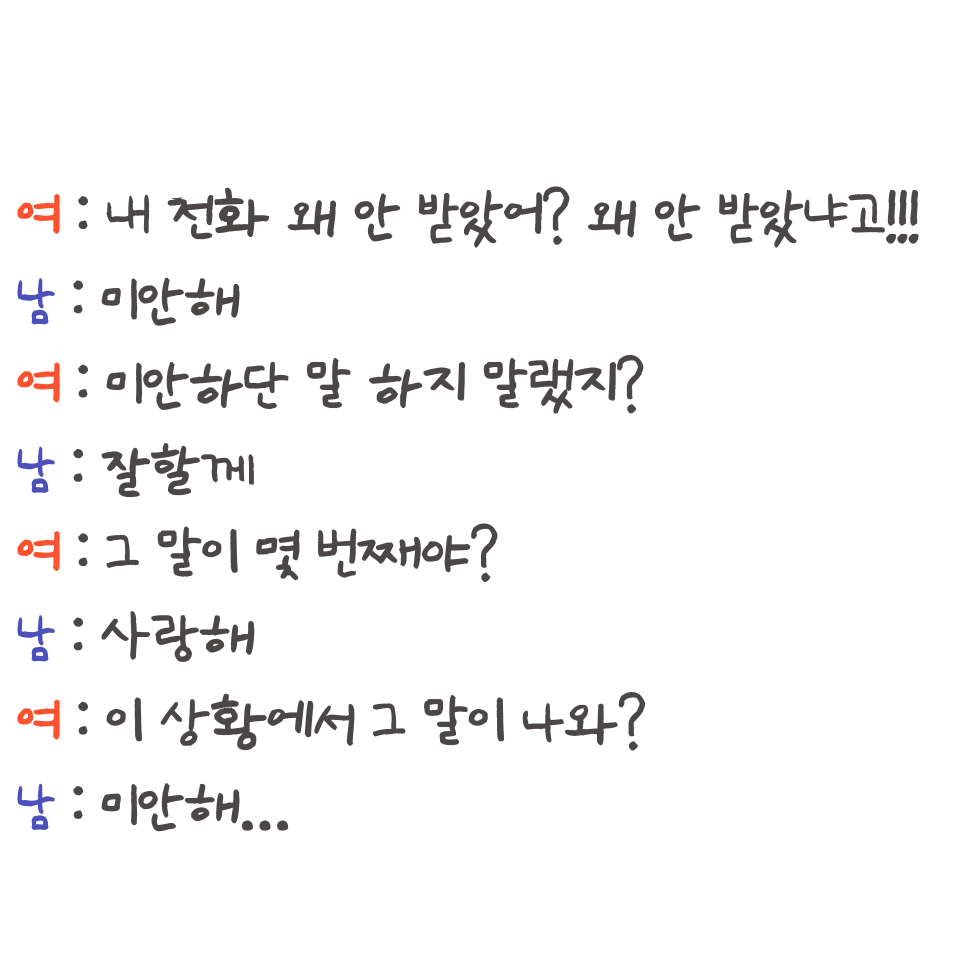 여 : 내 전화 왜 안 받았어? 왜 안 받았냐고!!!
남 : 미안해
여 : 미안하단 말 하지 말랬지?
남 : 잘할께
여 : 그 말이 몇 번째야?
남 : 사랑해
여 : 이 상황에서 그 말이 나와?
남 : 미안해...